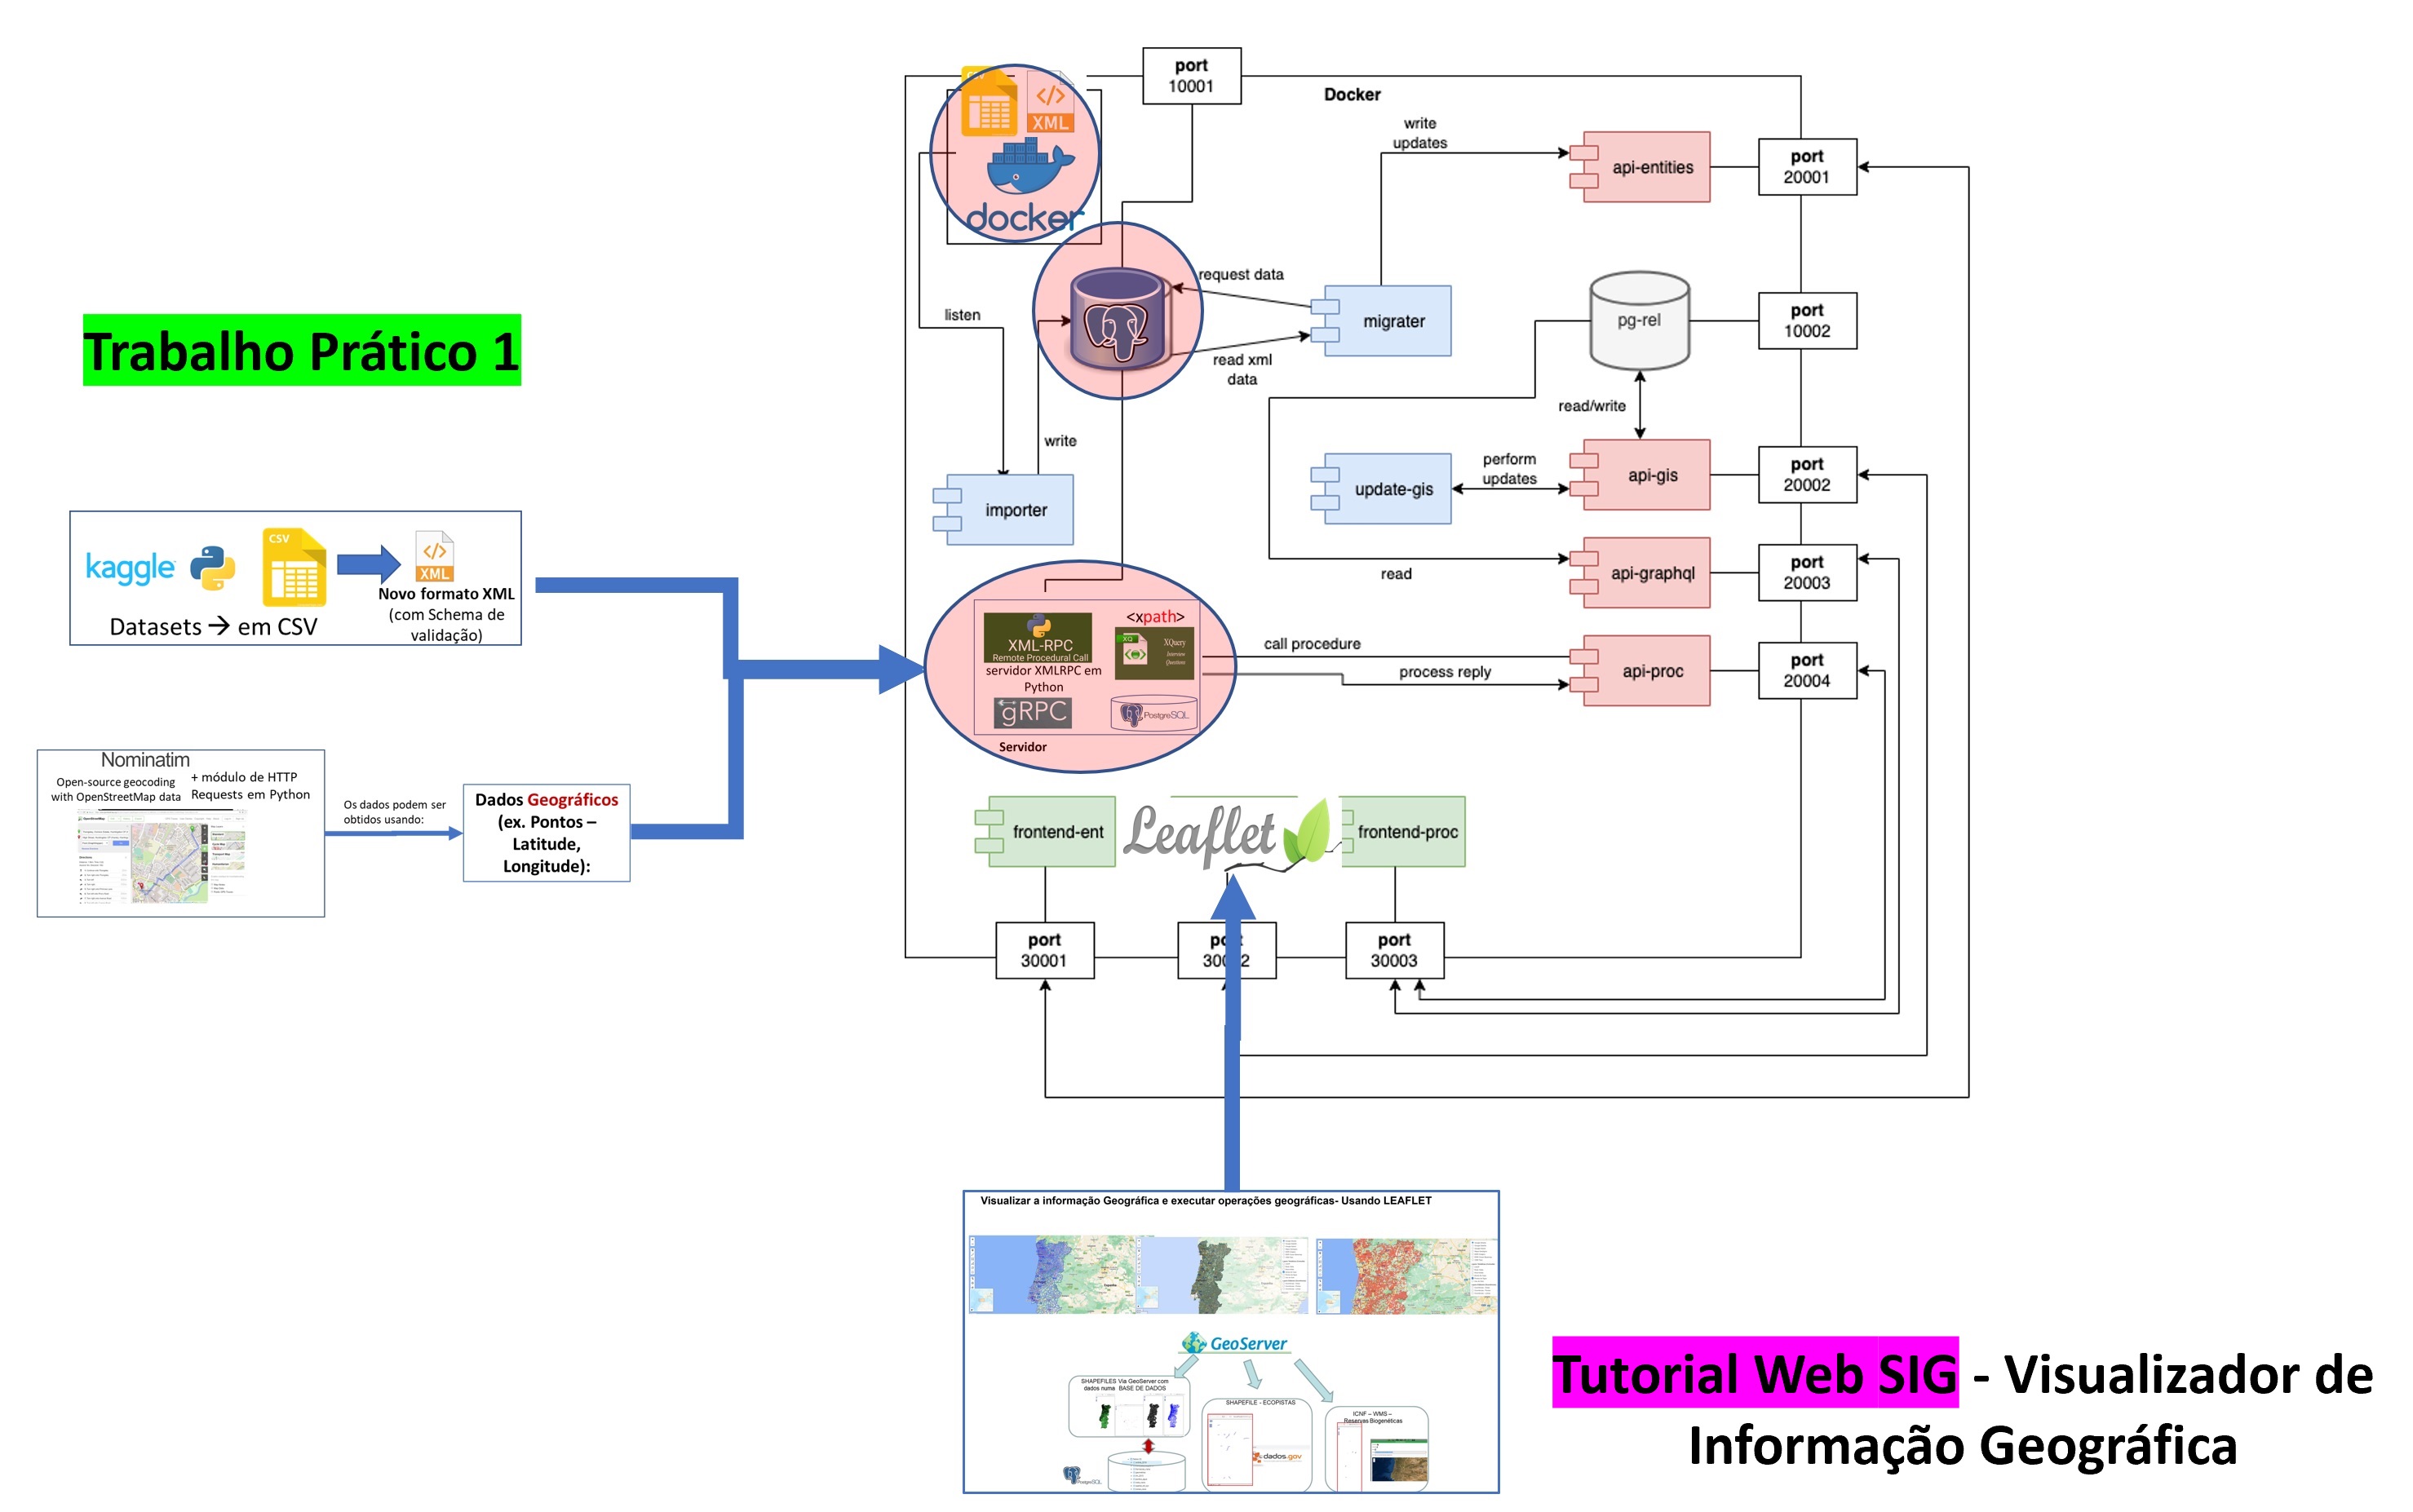 port
10001
Docker
CSV
XML
docker
write
updates
api-entities
port
20001
request data
listen
migrater
pg-rel
port
10002
read xml
data
Trabalho Prático 1
read/write
write
perform
updates
update-gis
api-gis
port
20002
importer
kaggle
CSV
XML
Novo formato XML
(com Schema de
validação)
Datasets → em CSV
read
api-graphql
port
20003
XML-RPC
Remote Procedural Call
servidor XMLRPC em
Python
gRPC
<xpath>
XQ
XQuery
Interview
Questions
PostgreSQL
Servidor
call procedure
process reply
api-proc
port
20004
Nominatim
Open-source geocoding
with OpenStreetMap data
+ módulo de HTTP
Requests em Python
Os dados podem ser
obtidos usando:
Dados Geográficos
(ex. Pontos –
Latitude,
Longitude):
frontend-ent
Leaflet
frontend-proc
port
30001
port
30002
port
30003
Visualizar a informação Geográfica e executar operações geográficas- Usando LEAFLET
GeoServer
SHAPEFILES Via GeoServer com
dados numa BASE DE DADOS
SHAPEFILE - ECOPISTAS
ICNF – WMS –
Reservas Biogenéticas
dados.gov
PostgreSQL
Tutorial Web SIG - Visualizador de
Informação Geográfica